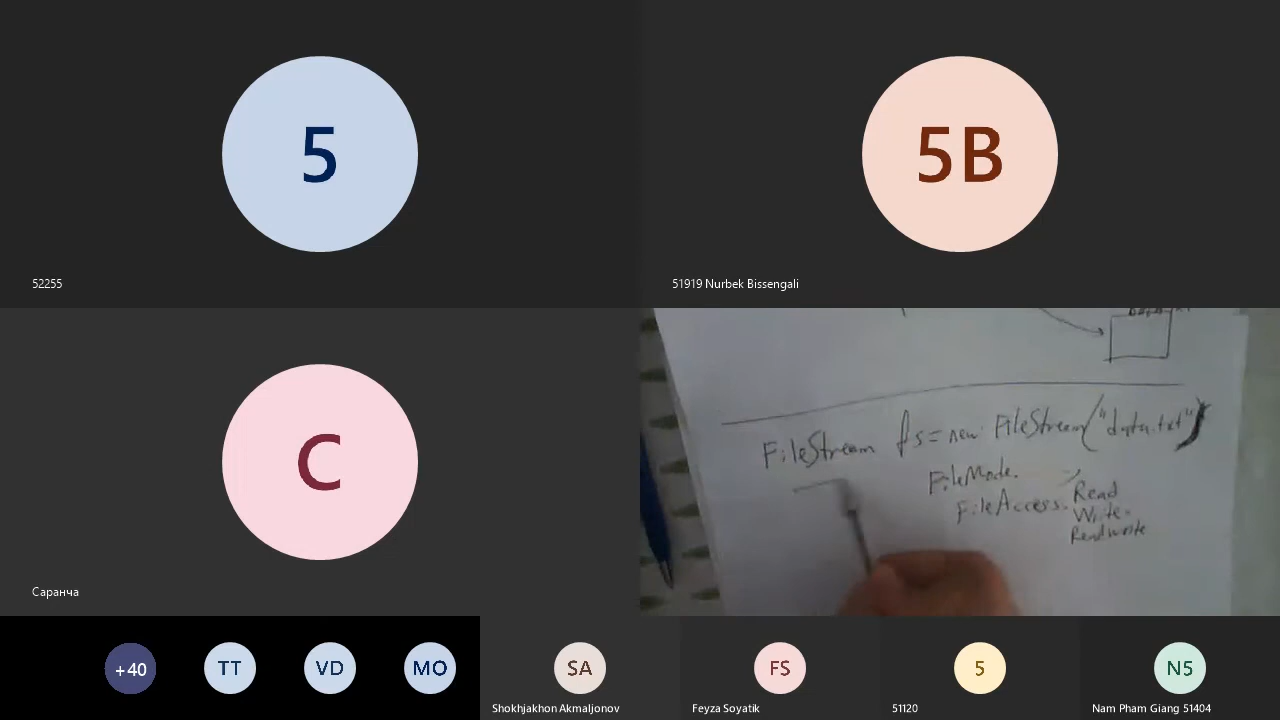 5
52255
5B
51919 Nurbek Bissengali
C
Саранча
FileStream fs = new FileStream("data.txt")
FileMode.
FileAccess. Read
Write.
Readwrite
+40
TT
VD
MO
SA
Shokhjakhon Akmaljonov
FS
Feyza Soyatik
5
51120
N5
Nam Pham Giang 51404